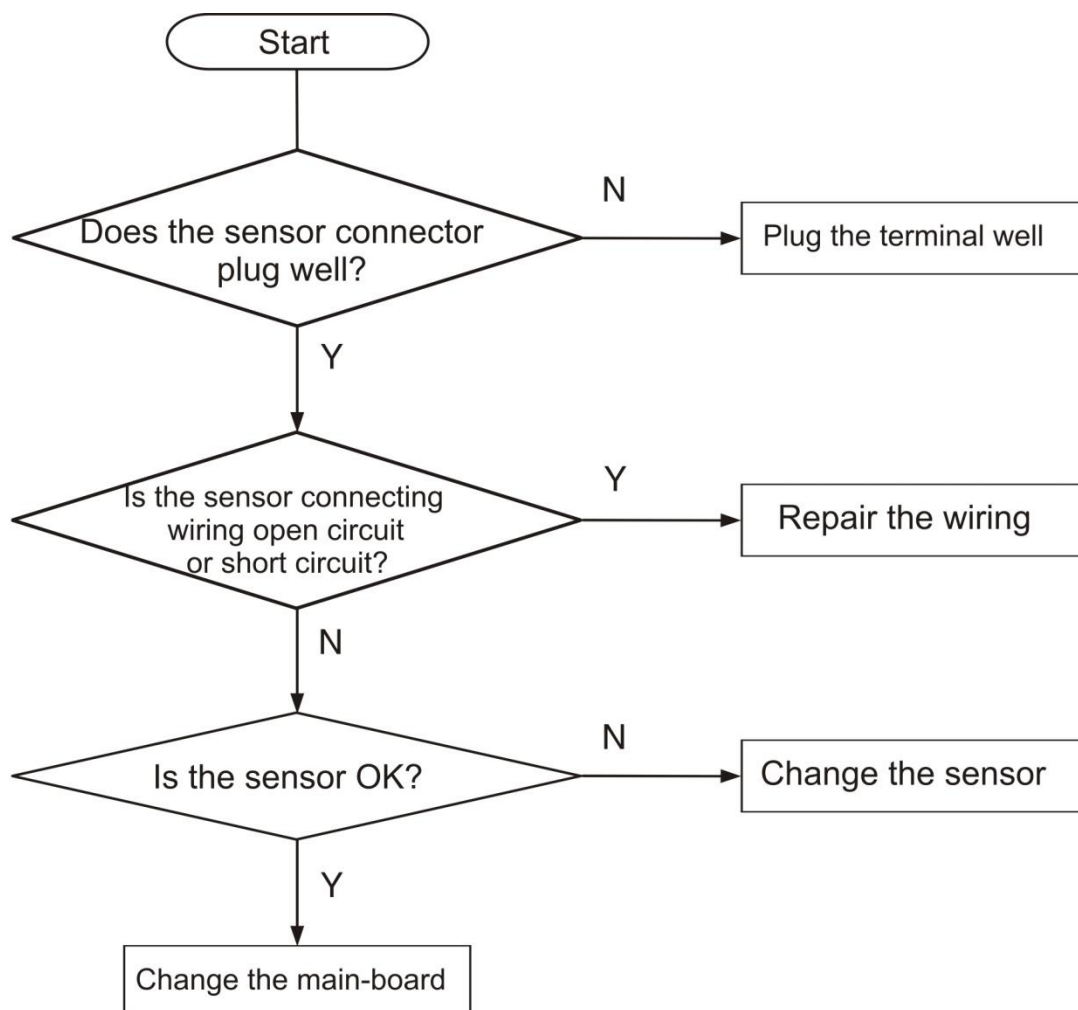 Start
Does the sensor connector
plug well?
N
Plug the terminal well
Y
Is the sensor connecting
wiring open circuit
or short circuit?
Y
Repair the wiring
N
Is the sensor OK?
N
Change the sensor
Y
Change the main-board